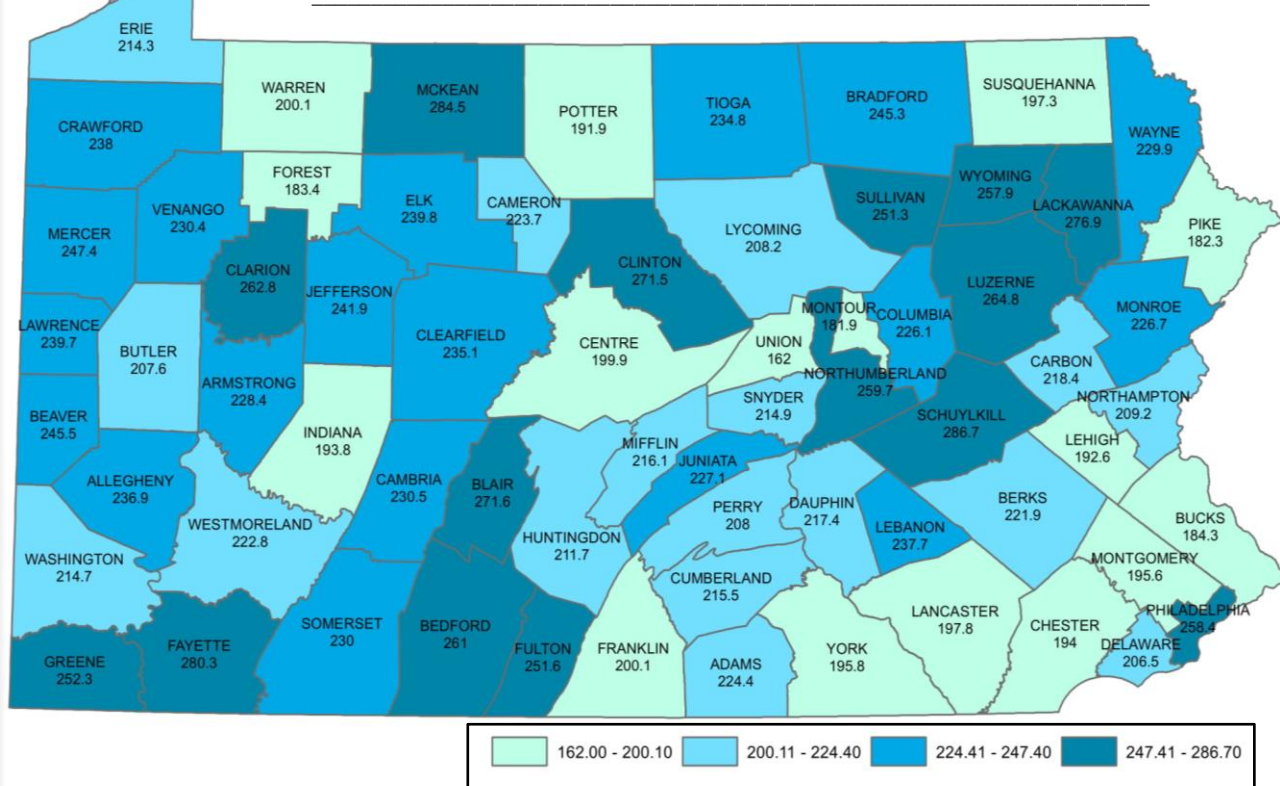 ERIE
214.3
WARREN
200.1
MCKEAN
284.5
POTTER
191.9
TIOGA
234.8
BRADFORD
245.3
SUSQUEHANNA
197.3
CRAWFORD
238
WAYNE
229.9
FOREST
183.4
VENANGO
230.4
ELK
239.8
CAMERON
223.7
SULLIVAN
251.3
WYOMING
257.9
LACKAWANNA
276.9
PIKE
182.3
MERCER
247.4
LYCOMING
208.2
CLARION
262.8
CLINTON
271.5
LUZERNE
264.8
JEFFERSON
241.9
MONTOUR
181.9
COLUMBIA
226.1
MONROE
226.7
LAWRENCE
239.7
BUTLER
207.6
CLEARFIELD
235.1
CENTRE
199.9
UNION
162
CARBON
218.4
ARMSTRONG
228.4
NORTHUMBERLAND
259.7
BEAVER
245.5
SNYDER
214.9
SCHUYLKILL
286.7
NORTHAMPTON
209.2
INDIANA
193.8
MIFFLIN
216.1
LEHIGH
192.6
ALLEGHENY
236.9
CAMBRIA
230.5
BLAIR
271.6
JUNIATA
227.1
PERRY
208
DAUPHIN
217.4
BERKS
221.9
WESTMORELAND
222.8
LEBANON
237.7
BUCKS
184.3
HUNTINGDON
211.7
WASHINGTON
214.7
CUMBERLAND
215.5
MONTGOMERY
195.6
SOMERSET
230
BEDFORD
261
LANCASTER
197.8
CHESTER
194
PHILADELPHIA
258.4
FAYETTE
280.3
FULTON
251.6
FRANKLIN
200.1
YORK
195.8
DELAWARE
206.5
GREENE
252.3
ADAMS
224.4
162.00 - 200.10 200.11 - 224.40 224.41 - 247.40 247.41 - 286.70